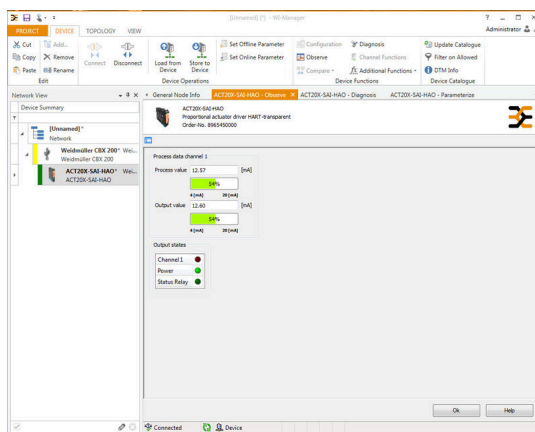 [Unnamed] (*) - WI-Manager
PROJECT DEVICE TOPOLOGY VIEW
Administrator
Cut
Copy
Paste
Add...
Remove
Rename
Edit
Connect
Disconnect
Load from Device
Store to Device
Set Offline Parameter
Set Online Parameter
Device Operations
Configuration
Observe
Compare
Diagnosis
Channel Functions
Additional Functions
Device Functions
Update Catalogue
Filter on Allowed
DTM Info
Device Catalogue
Network View
General Node Info
ACT20X-SAI-HAO - Observe
ACT20X-SAI-HAO - Diagnosis
ACT20X-SAI-HAO - Parameterize
Device Summary
[Unnamed]*
Network
Weidmüller CBX 200* Wei...
Weidmüller CBX 200
ACT20X-SAI-HAO* Wei...
ACT20X-SAI-HAO
ACT20X-SAI-HAO
Proportional actuator driver HART-transparent
Order-No. 8965450000
Process data channel 1
Process value 12.57 [mA]
54%
4 [mA] 20 [mA]
Output value 12.60 [mA]
54%
4 [mA] 20 [mA]
Output states
Channel 1
Power
Status Relay
Ok Help
Connected Device